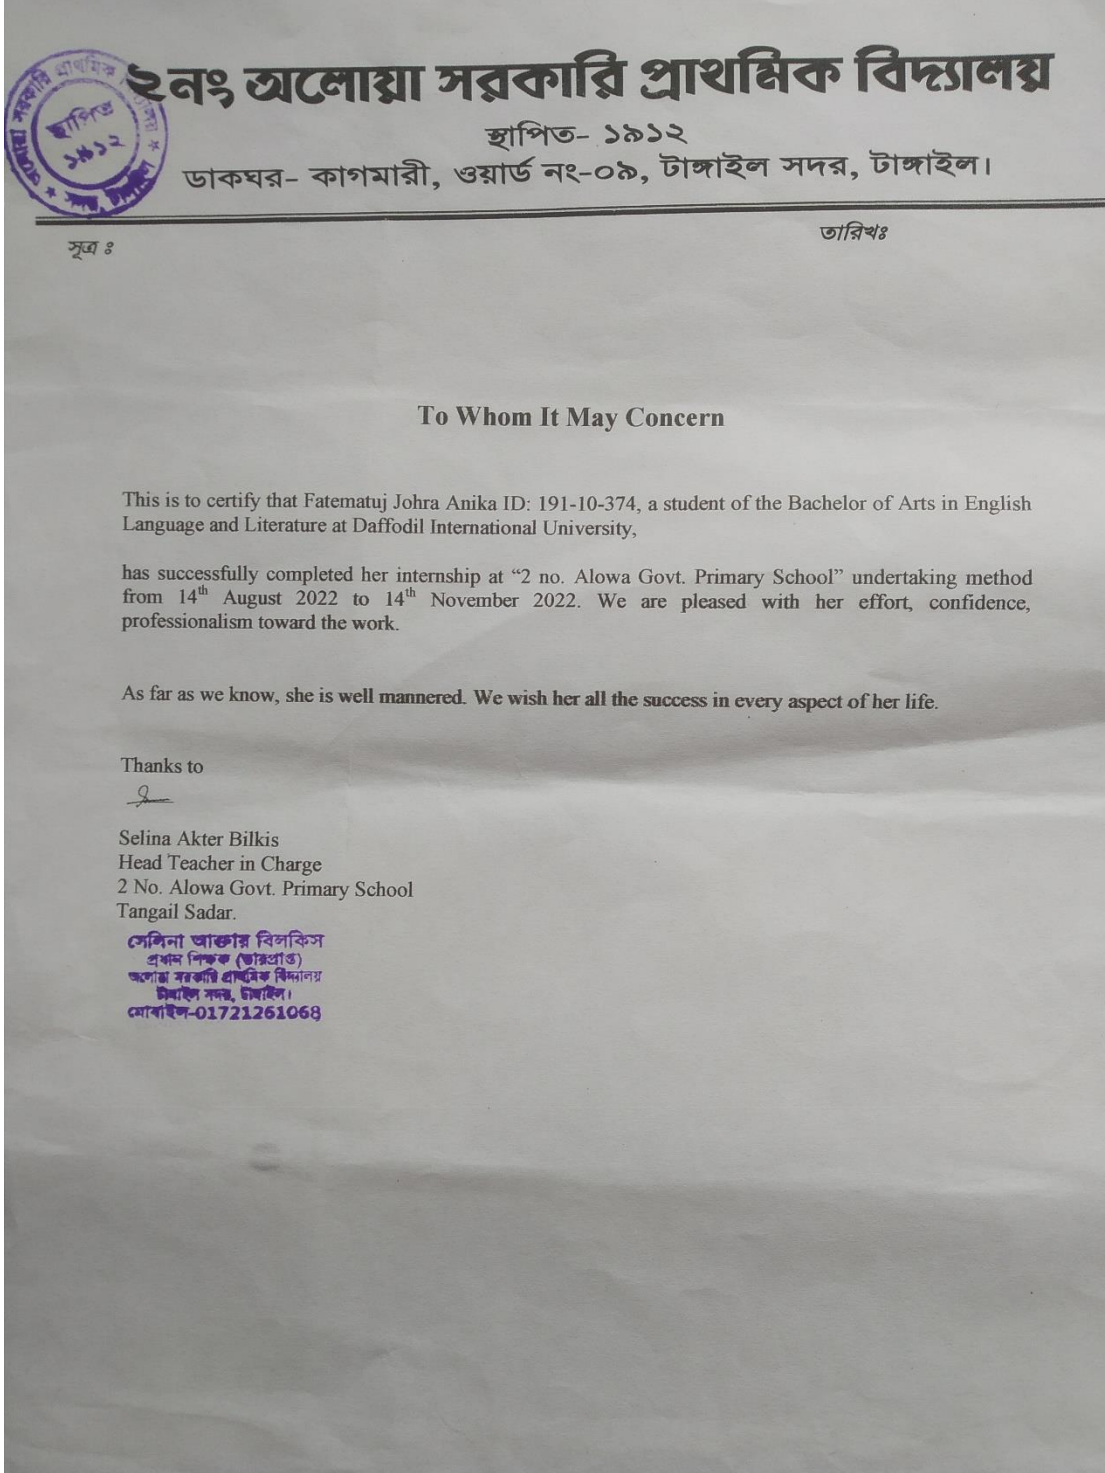 ২নং অলোয়া সরকারি প্রাথমিক বিদ্যালয়
স্থাপিত- ১৯১২
ডাকঘর- কাগমারী, ওয়ার্ড নং-০৯, টাঙ্গাইল সদর, টাঙ্গাইল।
স্থাপিত
১৯১২
সূত্র ঃ
তারিখঃ
To Whom It May Concern
This is to certify that Fatematuj Johra Anika ID: 191-10-374, a student of the Bachelor of Arts in English
Language and Literature at Daffodil International University,
has successfully completed her internship at “2 no. Alowa Govt. Primary School” undertaking method
from 14th August 2022 to 14th November 2022. We are pleased with her effort, confidence,
professionalism toward the work.
As far as we know, she is well mannered. We wish her all the success in every aspect of her life.
Thanks to
Selina Akter Bilkis
Head Teacher in Charge
2 No. Alowa Govt. Primary School
Tangail Sadar.
সেলিনা আক্তার বিলকিস
প্রধান শিক্ষক (ভারপ্রাপ্ত)
অলোয়া সরকারি প্রাথমিক বিদ্যালয়
টাঙ্গাইল সদর, টাঙ্গাইল।
মোবাইল-01721261068